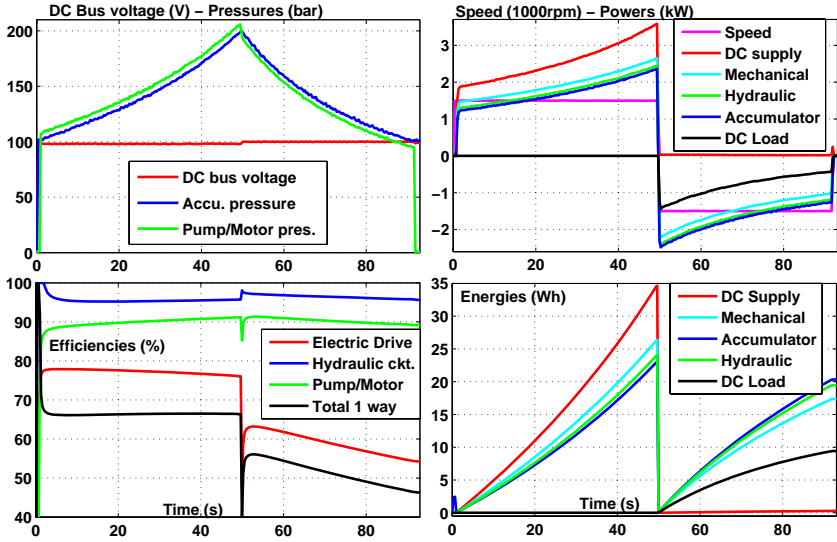 DC Bus voltage (V) – Pressures (bar)
200
150
100
50
0
0
20
40
60
80
DC bus voltage
Accu. pressure
Pump/Motor pres.
Speed (1000rpm) – Powers (kW)
3
2
1
0
−1
−2
0
20
40
60
80
Speed
DC supply
Mechanical
Hydraulic
Accumulator
DC Load
100
90
80
70
60
50
40
0
20
40
60
80
Efficiencies (%)
Time (s)
Electric Drive
Hydraulic ckt.
Pump/Motor
Total 1 way
35
30
25
20
15
10
5
0
0
20
40
60
80
Energies (Wh)
Time (s)
DC Supply
Mechanical
Accumulator
Hydraulic
DC Load